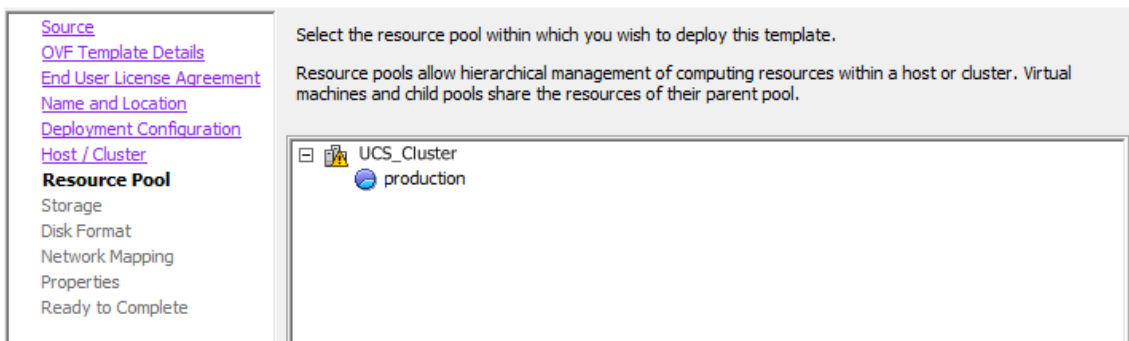 Source
OVF Template Details
End User License Agreement
Name and Location
Deployment Configuration
Host / Cluster
Resource Pool
Storage
Disk Format
Network Mapping
Properties
Ready to Complete
Select the resource pool within which you wish to deploy this template.
Resource pools allow hierarchical management of computing resources within a host or cluster. Virtual
machines and child pools share the resources of their parent pool.
UCS_Cluster
production